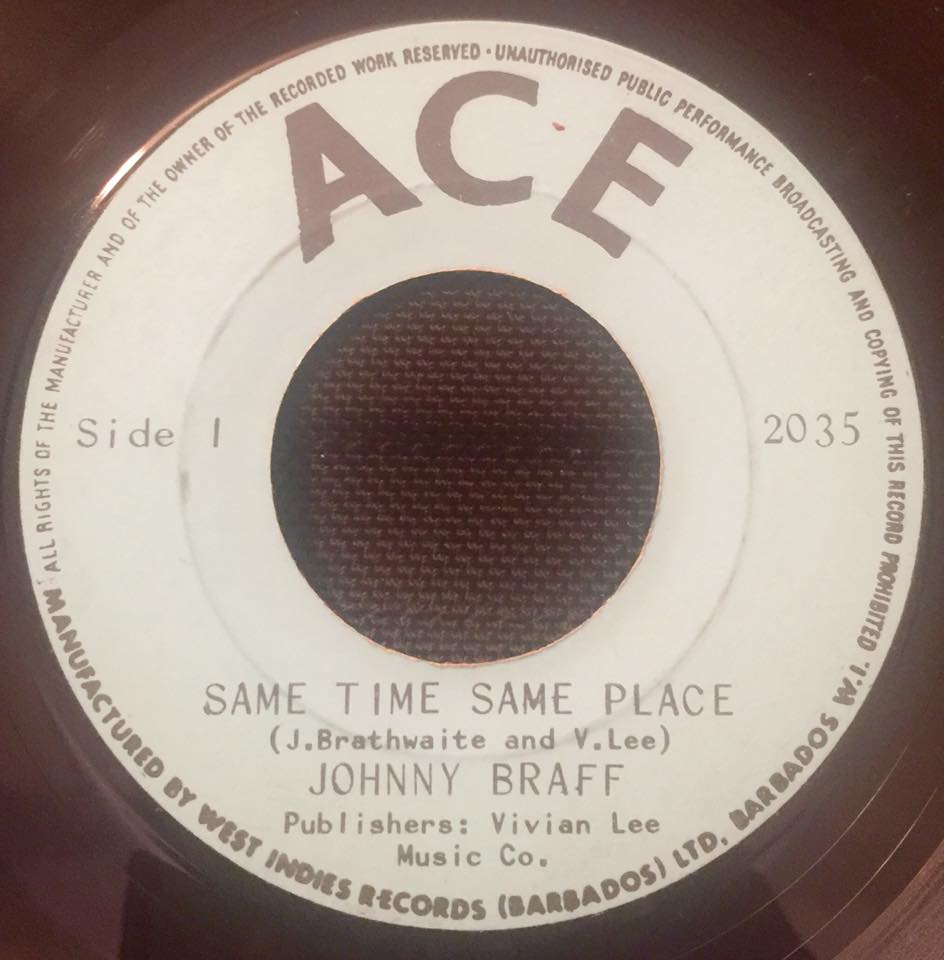 ALL RIGHTS OF THE MANUFACTURER AND OF THE OWNER OF THE RECORDED WORK RESERVED · UNAUTHORISED PUBLIC PERFORMANCE BROADCASTING AND COPYING OF THIS RECORD PROHIBITED
ACE
Side 1
2035
SAME TIME SAME PLACE
(J.Brathwaite and V.Lee)
JOHNNY BRAFF
Publishers: Vivian Lee
Music Co.
MANUFACTURED BY WEST INDIES RECORDS (BARBADOS) LTD, BARBADOS W.I.